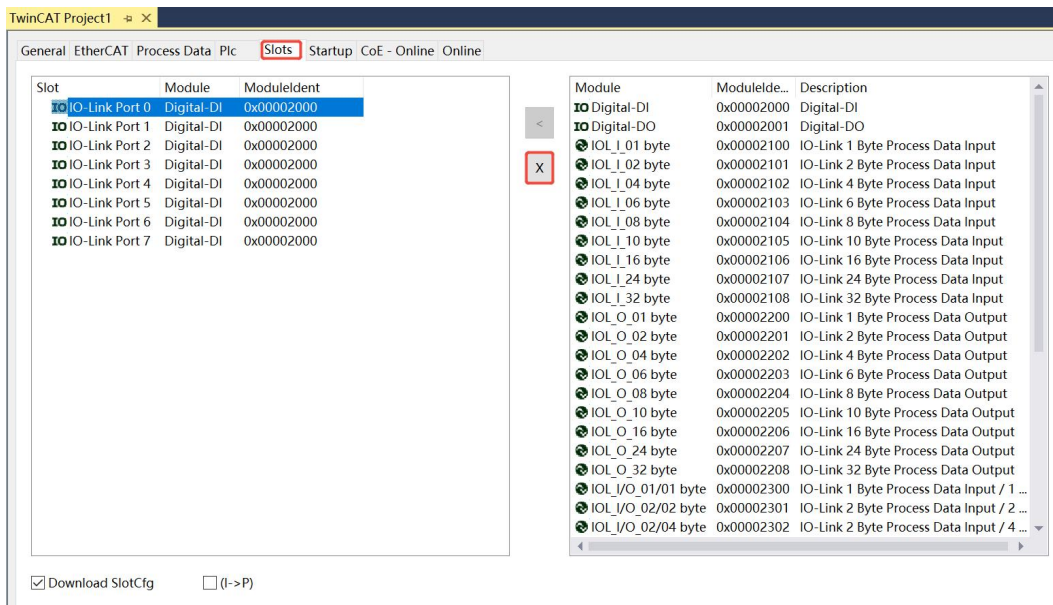 TwinCAT Project1
General EtherCAT Process Data Plc Slots Startup CoE - Online Online
Slot Module ModuleIdent
IO IO-Link Port 0 Digital-DI 0x00002000
IO IO-Link Port 1 Digital-DI 0x00002000
IO IO-Link Port 2 Digital-DI 0x00002000
IO IO-Link Port 3 Digital-DI 0x00002000
IO IO-Link Port 4 Digital-DI 0x00002000
IO IO-Link Port 5 Digital-DI 0x00002000
IO IO-Link Port 6 Digital-DI 0x00002000
IO IO-Link Port 7 Digital-DI 0x00002000
<
X
Module ModuleIde... Description
IO Digital-DI 0x00002000 Digital-DI
IO Digital-DO 0x00002001 Digital-DO
IOL_I_01 byte 0x00002100 IO-Link 1 Byte Process Data Input
IOL_I_02 byte 0x00002101 IO-Link 2 Byte Process Data Input
IOL_I_04 byte 0x00002102 IO-Link 4 Byte Process Data Input
IOL_I_06 byte 0x00002103 IO-Link 6 Byte Process Data Input
IOL_I_08 byte 0x00002104 IO-Link 8 Byte Process Data Input
IOL_I_10 byte 0x00002105 IO-Link 10 Byte Process Data Input
IOL_I_16 byte 0x00002106 IO-Link 16 Byte Process Data Input
IOL_I_24 byte 0x00002107 IO-Link 24 Byte Process Data Input
IOL_I_32 byte 0x00002108 IO-Link 32 Byte Process Data Input
IOL_O_01 byte 0x00002200 IO-Link 1 Byte Process Data Output
IOL_O_02 byte 0x00002201 IO-Link 2 Byte Process Data Output
IOL_O_04 byte 0x00002202 IO-Link 4 Byte Process Data Output
IOL_O_06 byte 0x00002203 IO-Link 6 Byte Process Data Output
IOL_O_08 byte 0x00002204 IO-Link 8 Byte Process Data Output
IOL_O_10 byte 0x00002205 IO-Link 10 Byte Process Data Output
IOL_O_16 byte 0x00002206 IO-Link 16 Byte Process Data Output
IOL_O_24 byte 0x00002207 IO-Link 24 Byte Process Data Output
IOL_O_32 byte 0x00002208 IO-Link 32 Byte Process Data Output
IOL_I/O_01/01 byte 0x00002300 IO-Link 1 Byte Process Data Input / 1 ...
IOL_I/O_02/02 byte 0x00002301 IO-Link 2 Byte Process Data Input / 2 ...
IOL_I/O_02/04 byte 0x00002302 IO-Link 2 Byte Process Data Input / 4 ...
Download SlotCfg (I->P)